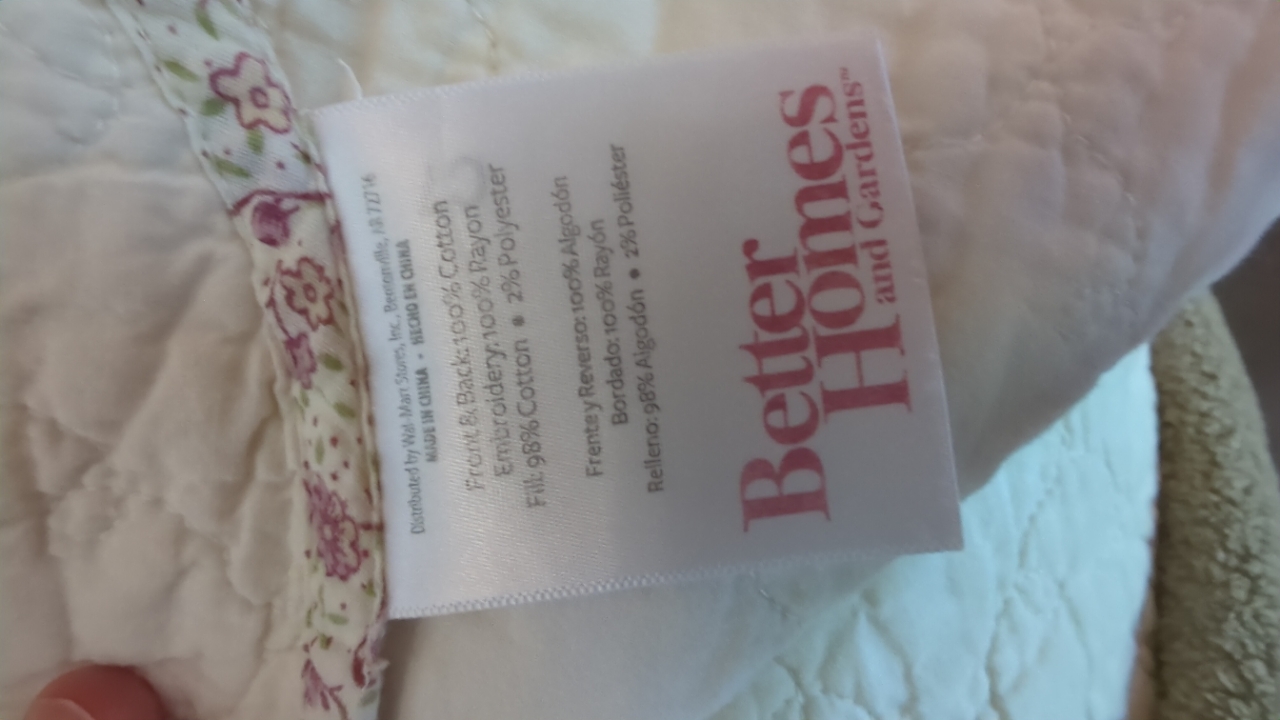 Distributed by Wal-Mart Stores, Inc., Bentonville, AR 72716
MADE IN CHINA • HECHO EN CHINA
Front & Back: 100% Cotton
Embroidery: 100% Rayon
Fill: 98% Cotton • 2% Polyester
Frente y Reverso: 100% Algodón
Bordado: 100% Rayón
Relleno: 98% Algodón • 2% Poliéster
Better
Homes
and Gardens™